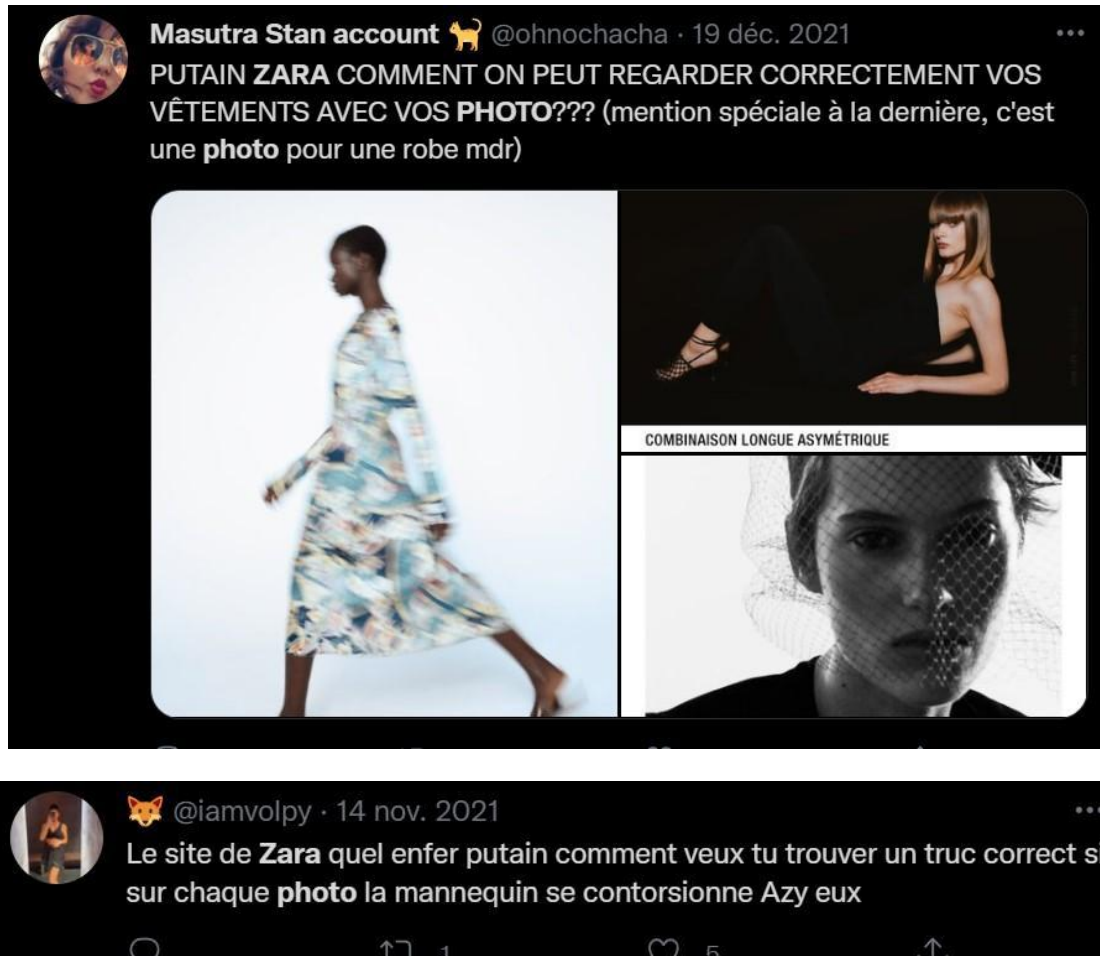 Masutra Stan account 🐈 @ohnochacha · 19 déc. 2021
PUTAIN ZARA COMMENT ON PEUT REGARDER CORRECTEMENT VOS
VÊTEMENTS AVEC VOS PHOTO??? (mention spéciale à la dernière, c'est
une photo pour une robe mdr)
COMBINAISON LONGUE ASYMÉTRIQUE
🦊 @iamvolpy · 14 nov. 2021
Le site de Zara quel enfer putain comment veux tu trouver un truc correct si
sur chaque photo la mannequin se contorsionne Azy eux
1 5